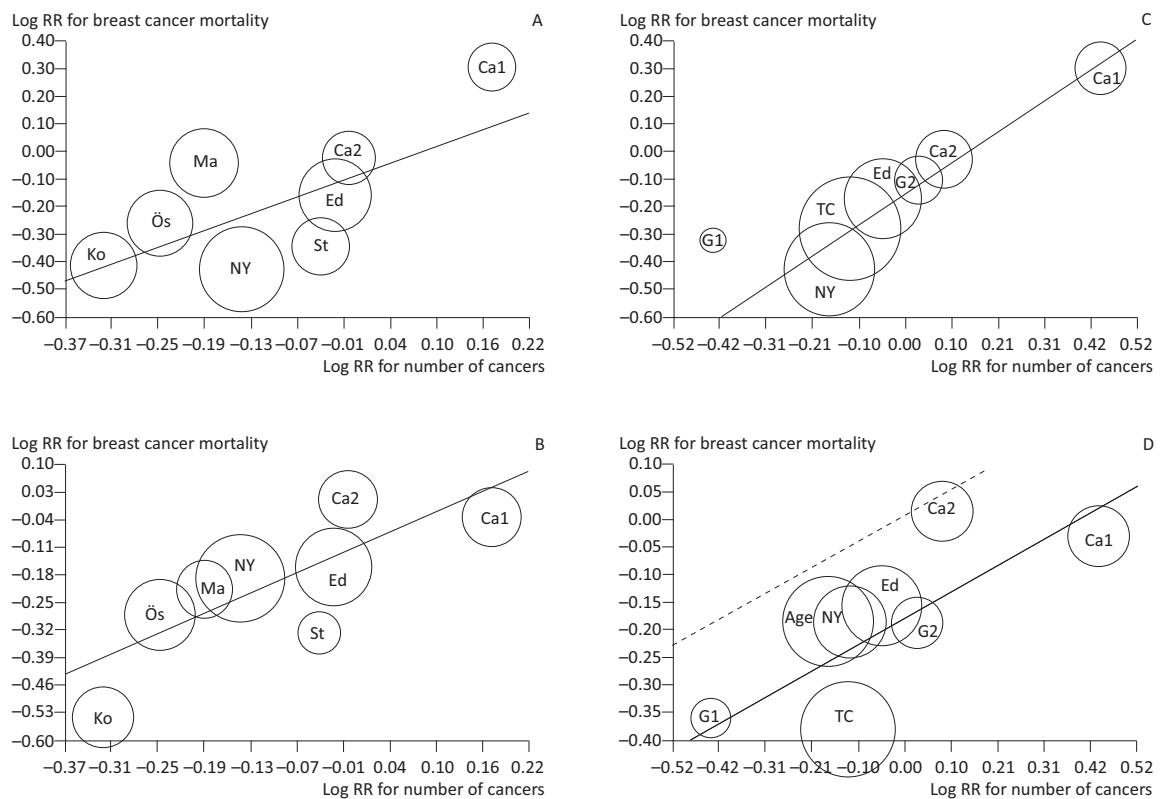 Log RR for breast cancer mortality A
0.40
0.30
0.20
0.10
0.00
−0.10
−0.20
−0.30
−0.40
−0.50
−0.60
Ca1
Ma
Ca2
Ös
Ed
Ko
NY
St
−0.37 −0.31 −0.25 −0.19 −0.13 −0.07 −0.01 0.04 0.10 0.16 0.22
Log RR for number of cancers
Log RR for breast cancer mortality C
0.40
0.30
0.20
0.10
0.00
−0.10
−0.20
−0.30
−0.40
−0.50
−0.60
Ca1
Ca2
Ed
G2
TC
G1
NY
−0.52 −0.42 −0.31 −0.21 −0.10 0.00 0.10 0.21 0.31 0.42 0.52
Log RR for number of cancers
Log RR for breast cancer mortality B
0.10
0.03
−0.04
−0.11
−0.18
−0.25
−0.32
−0.39
−0.46
−0.53
−0.60
Ca2
Ca1
NY
Ma
Ed
Ös
St
Ko
−0.37 −0.31 −0.25 −0.19 −0.13 −0.07 −0.01 0.04 0.10 0.16 0.22
Log RR for number of cancers
Log RR for breast cancer mortality D
0.10
0.05
0.00
−0.05
−0.10
−0.15
−0.20
−0.25
−0.30
−0.35
−0.40
Ca2
Ca1
Ed
Age
NY
G2
G1
TC
−0.52 −0.42 −0.31 −0.21 −0.10 0.00 0.10 0.21 0.31 0.42 0.52
Log RR for number of cancers